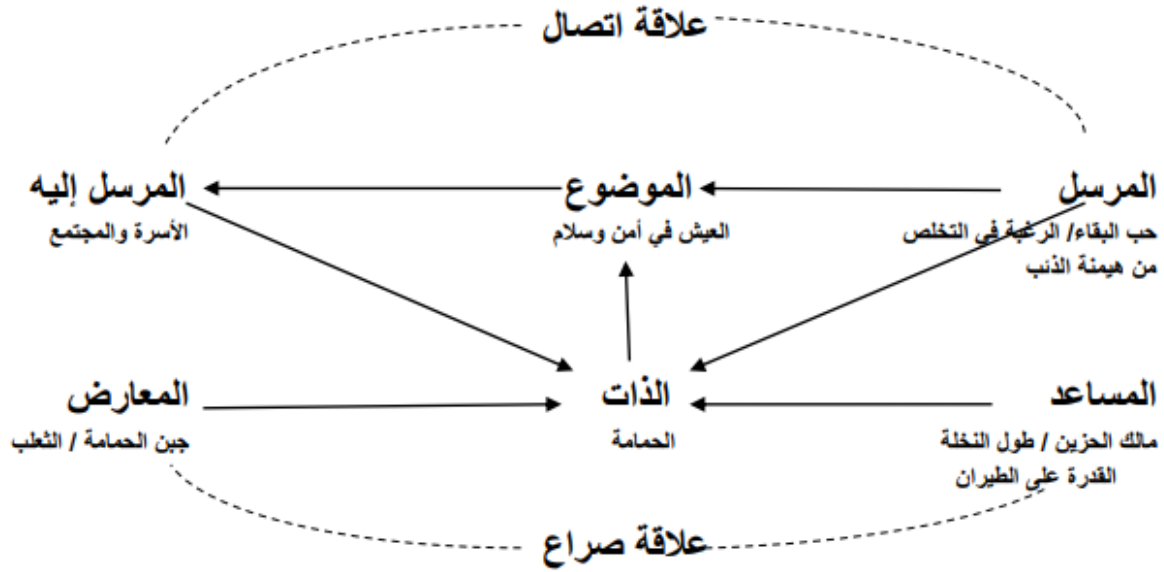 علاقة اتصال
المرسل
الموضوع
المرسل إليه
حب البقاء/ الرغبة في التخلص
من هيمنة الذئب
العيش في أمن وسلام
الأسرة والمجتمع
المساعد
الذات
المعارض
مالك الحزين / طول النخلة
القدرة على الطيران
الحمامة
جبن الحمامة / الثعلب
علاقة صراع